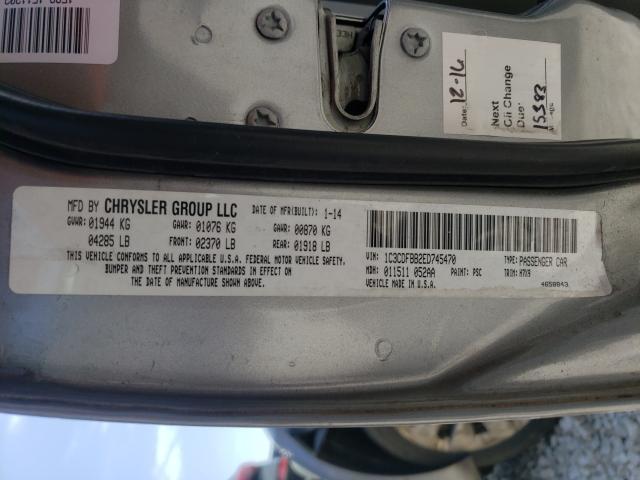 Date: 12-16
Next
Oil Change
Due:
15383
MFD BY CHRYSLER GROUP LLC
DATE OF MFR(BUILT): 1-14
GVWR: 01944 KG GAWR: 01076 KG GAWR: 00870 KG
04285 LB FRONT: 02370 LB REAR: 01918 LB
THIS VEHICLE CONFORMS TO ALL APPLICABLE U.S.A. FEDERAL MOTOR VEHICLE SAFETY,
BUMPER AND THEFT PREVENTION STANDARDS IN EFFECT ON
THE DATE OF MANUFACTURE SHOWN ABOVE.
VIN: 1C3CDFBB2ED745470 TYPE: PASSENGER CAR
MDH: 011511 052AA PAINT: PSC TRIM: H7X9
VEHICLE MADE IN U.S.A. 4658843